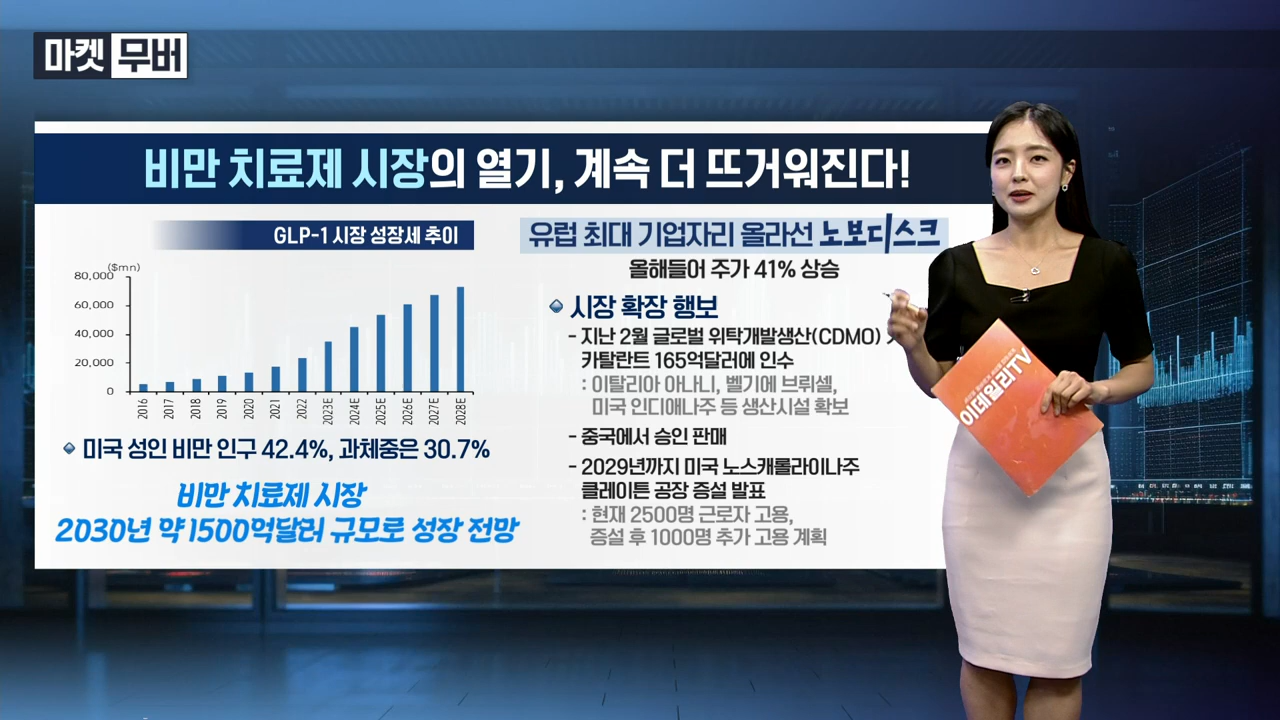 마켓무버
비만 치료제 시장의 열기, 계속 더 뜨거워진다!
GLP-1 시장 성장세 추이
($mn)
80,000
60,000
40,000
20,000
0
2016 2017 2018 2019 2020 2021 2022 2023E 2024E 2025E 2026E 2027E 2028E
미국 성인 비만 인구 42.4%, 과체중은 30.7%
비만 치료제 시장
2030년 약 1500억달러 규모로 성장 전망
유럽 최대 기업자리 올라선 노보디스크
올해들어 주가 41% 상승
시장 확장 행보
- 지난 2월 글로벌 위탁개발생산(CDMO)
카탈란트 165억달러에 인수
: 이탈리아 아나니, 벨기에 브뤼셀,
미국 인디애나주 등 생산시설 확보
- 중국에서 승인 판매
- 2029년까지 미국 노스캐롤라이나주
클레이튼 공장 증설 발표
: 현재 2500명 근로자 고용,
증설 후 1000명 추가 고용 계획
이데일리TV